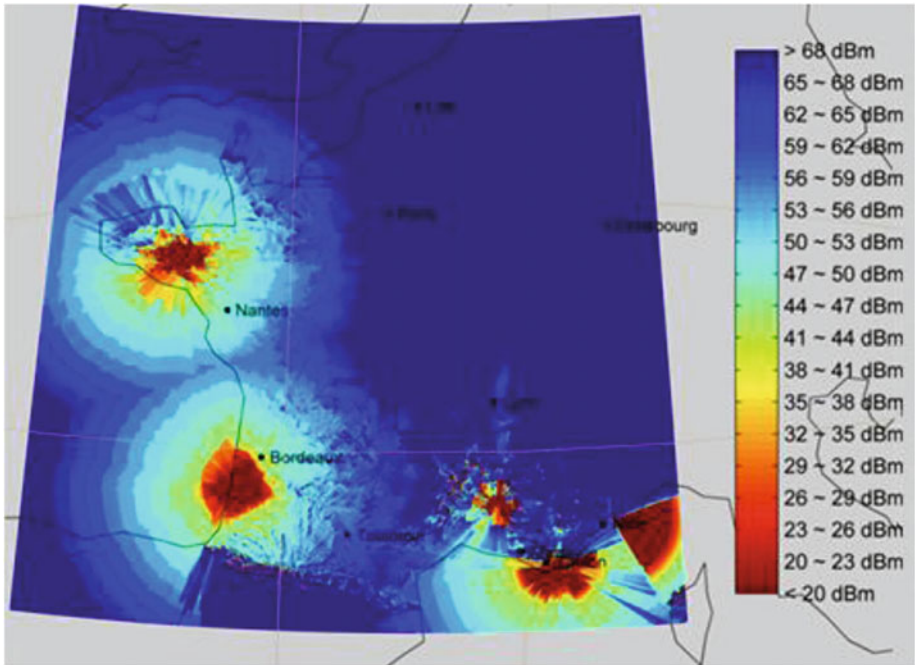 Paris
Strasbourg
Nantes
Bordeaux
Nice
> 68 dBm
65 ~ 68 dBm
62 ~ 65 dBm
59 ~ 62 dBm
56 ~ 59 dBm
53 ~ 56 dBm
50 ~ 53 dBm
47 ~ 50 dBm
44 ~ 47 dBm
41 ~ 44 dBm
38 ~ 41 dBm
35 ~ 38 dBm
32 ~ 35 dBm
29 ~ 32 dBm
26 ~ 29 dBm
23 ~ 26 dBm
20 ~ 23 dBm
< 20 dBm